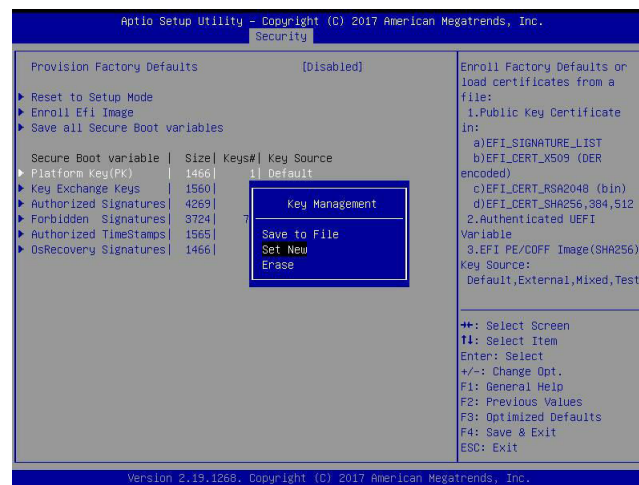 Aptio Setup Utility – Copyright (C) 2017 American Megatrends, Inc.
Security
Provision Factory Defaults [Disabled]
Reset to Setup Mode
Enroll Efi Image
Save all Secure Boot variables
Secure Boot variable | Size| Keys#| Key Source
Platform Key(PK) | 1466| 1| Default
Key Exchange Keys | 1560|
Authorized Signatures| 4269|
Forbidden Signatures| 3724| 7
Authorized TimeStamps| 1565|
OsRecovery Signatures| 1466|
Key Management
Save to File
Set New
Erase
Enroll Factory Defaults or
load certificates from a
file:
1.Public Key Certificate
in:
a)EFI_SIGNATURE_LIST
b)EFI_CERT_X509 (DER
encoded)
c)EFI_CERT_RSA2048 (bin)
d)EFI_CERT_SHA256,384,512
2.Authenticated UEFI
Variable
3.EFI PE/COFF Image(SHA256)
Key Source:
Default,External,Mixed,Test
→←: Select Screen
↑↓: Select Item
Enter: Select
+/-: Change Opt.
F1: General Help
F2: Previous Values
F3: Optimized Defaults
F4: Save & Exit
ESC: Exit
Version 2.19.1268. Copyright (C) 2017 American Megatrends, Inc.